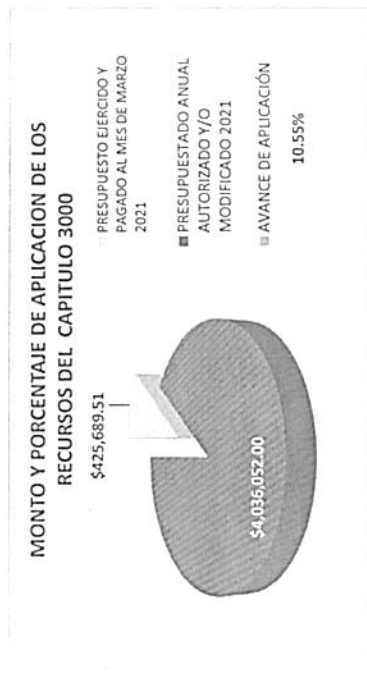 MONTO Y PORCENTAJE DE APLICACION DE LOS
RECURSOS DEL CAPITULO 3000
$425,689.51
$4,036,052.00
PRESUPUESTO EJERCIDO Y
PAGADO AL MES DE MARZO
2021
PRESUPUESTADO ANUAL
AUTORIZADO Y/O
MODIFICADO 2021
AVANCE DE APLICACIÓN
10.55%